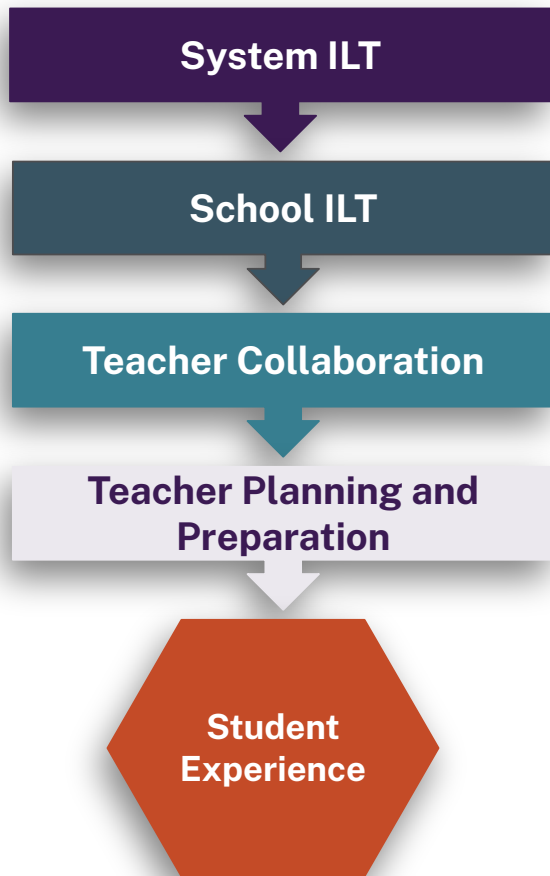 System ILT
School ILT
Teacher Collaboration
Teacher Planning and
Preparation
Student
Experience